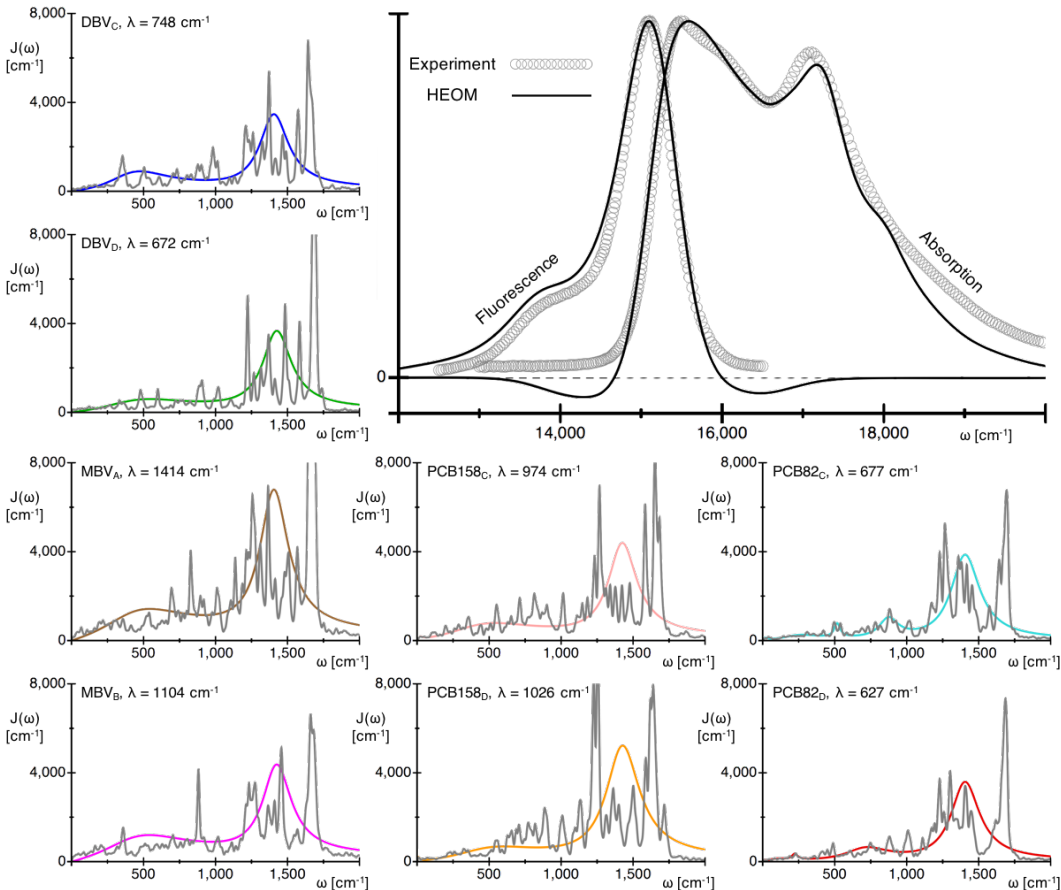 8,000
DBV_C, λ = 748 cm⁻¹
J(ω)
[cm⁻¹]
4,000
0
500
1,000
1,500
ω [cm⁻¹]
Experiment
HEOM
Fluorescence
Absorption
0
14,000
16,000
18,000
ω [cm⁻¹]
8,000
DBV_D, λ = 672 cm⁻¹
J(ω)
[cm⁻¹]
4,000
0
500
1,000
1,500
ω [cm⁻¹]
8,000
MBV_A, λ = 1414 cm⁻¹
J(ω)
[cm⁻¹]
4,000
0
500
1,000
1,500
ω [cm⁻¹]
8,000
PCB158_C, λ = 974 cm⁻¹
J(ω)
[cm⁻¹]
4,000
0
500
1,000
1,500
ω [cm⁻¹]
8,000
PCB82_C, λ = 677 cm⁻¹
J(ω)
[cm⁻¹]
4,000
0
500
1,000
1,500
ω [cm⁻¹]
8,000
MBV_B, λ = 1104 cm⁻¹
J(ω)
[cm⁻¹]
4,000
0
500
1,000
1,500
ω [cm⁻¹]
8,000
PCB158_D, λ = 1026 cm⁻¹
J(ω)
[cm⁻¹]
4,000
0
500
1,000
1,500
ω [cm⁻¹]
8,000
PCB82_D, λ = 627 cm⁻¹
J(ω)
[cm⁻¹]
4,000
0
500
1,000
1,500
ω [cm⁻¹]